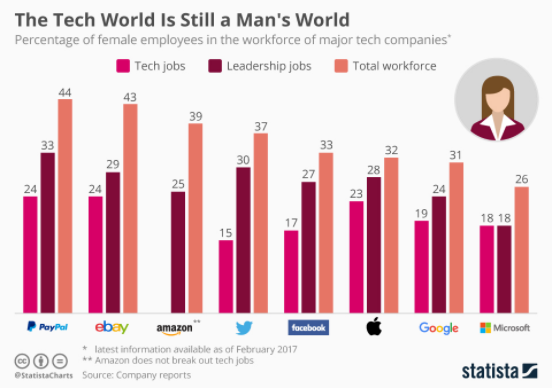 The Tech World Is Still a Man's World
Percentage of female employees in the workforce of major tech companies*
Tech jobs Leadership jobs Total workforce
24 33 44
24 29 43
25 39
15 30 37
17 27 33
23 28 32
19 24 31
18 18 26
PayPal ebay amazon** facebook Google Microsoft
* latest information available as of February 2017
** Amazon does not break out tech jobs
@StatistaCharts Source: Company reports
statista